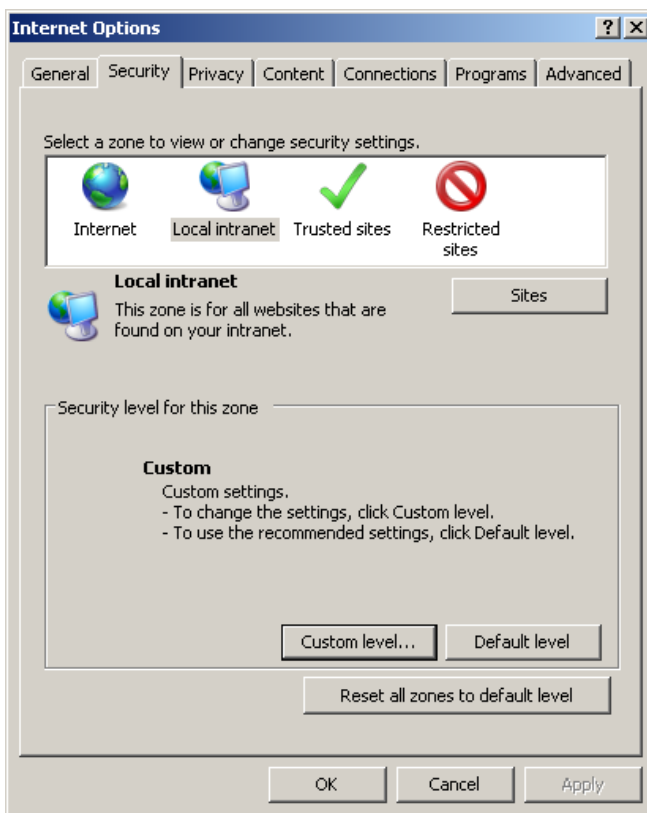 Internet Options
General Security Privacy Content Connections Programs Advanced
Select a zone to view or change security settings.
Internet Local intranet Trusted sites Restricted
sites
Local intranet
This zone is for all websites that are
found on your intranet.
Sites
Security level for this zone
Custom
Custom settings.
- To change the settings, click Custom level.
- To use the recommended settings, click Default level.
Custom level... Default level
Reset all zones to default level
OK Cancel Apply